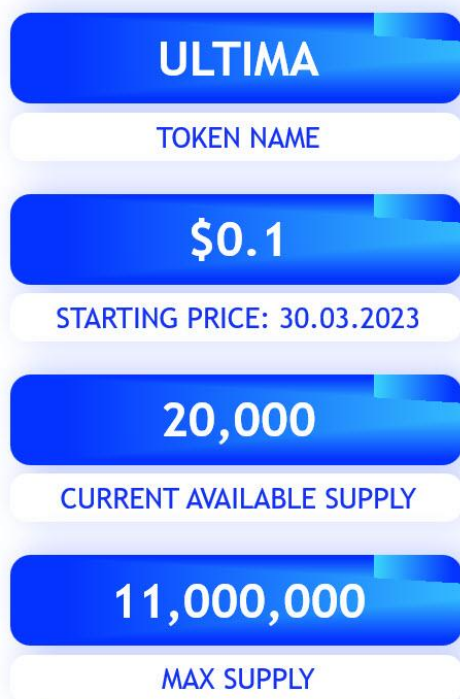 ULTIMA
TOKEN NAME
$0.1
STARTING PRICE: 30.03.2023
20,000
CURRENT AVAILABLE SUPPLY
11,000,000
MAX SUPPLY